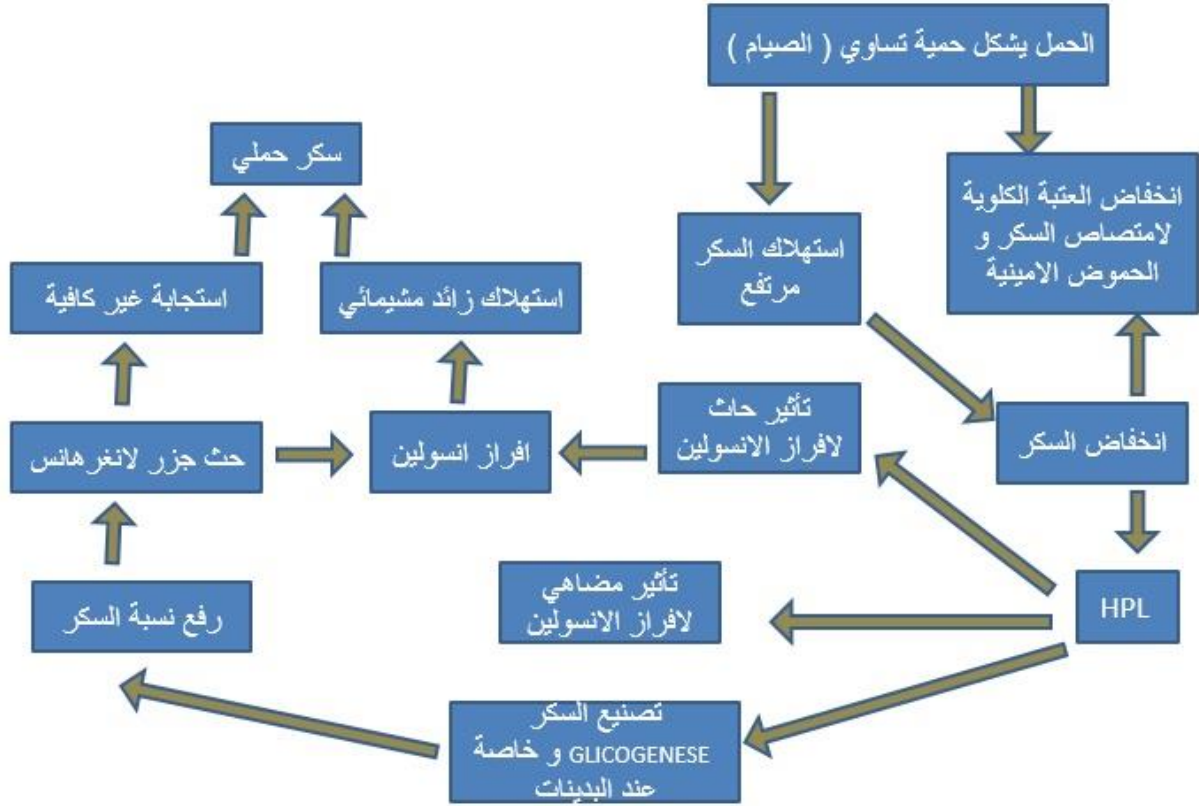 الحمل يشكل حمية تساوي ( الصيام )
سكر حملي
انخفاض العتبة الكلوية
لامتصاص السكر و
الحموض الامينية
استهلاك السكر
مرتفع
استهلاك زائد مشيمائي
استجابة غير كافية
انخفاض السكر
تأثير حاث
لافراز الانسولين
افراز انسولين
حث جزر لانغرهانس
HPL
تأثير مضاهي
لافراز الانسولين
رفع نسبة السكر
تصنيع السكر
GLICOGENESE و خاصة
عند البدينات